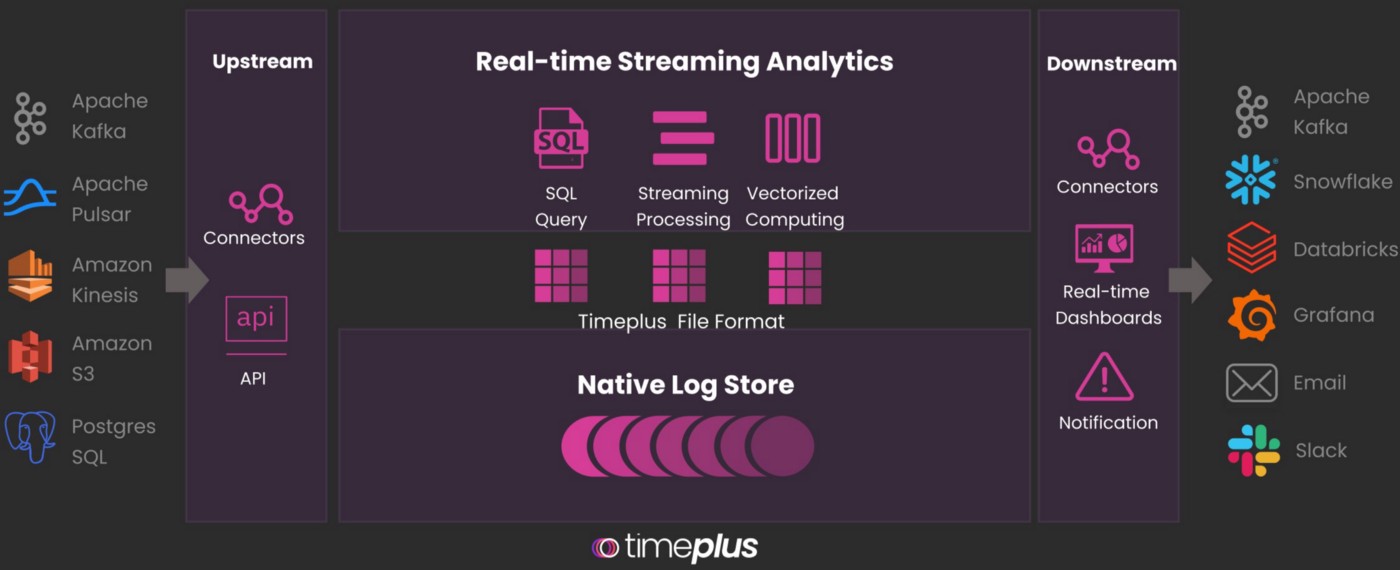 Apache
Kafka
Apache
Pulsar
Amazon
Kinesis
Amazon
S3
Postgres
SQL
Upstream
Connectors
api
API
Real-time Streaming Analytics
SQL
SQL
Query
Streaming
Processing
Vectorized
Computing
Timeplus File Format
Native Log Store
Downstream
Connectors
Real-time
Dashboards
Notification
Apache
Kafka
Snowflake
Databricks
Grafana
Email
Slack
timeplus